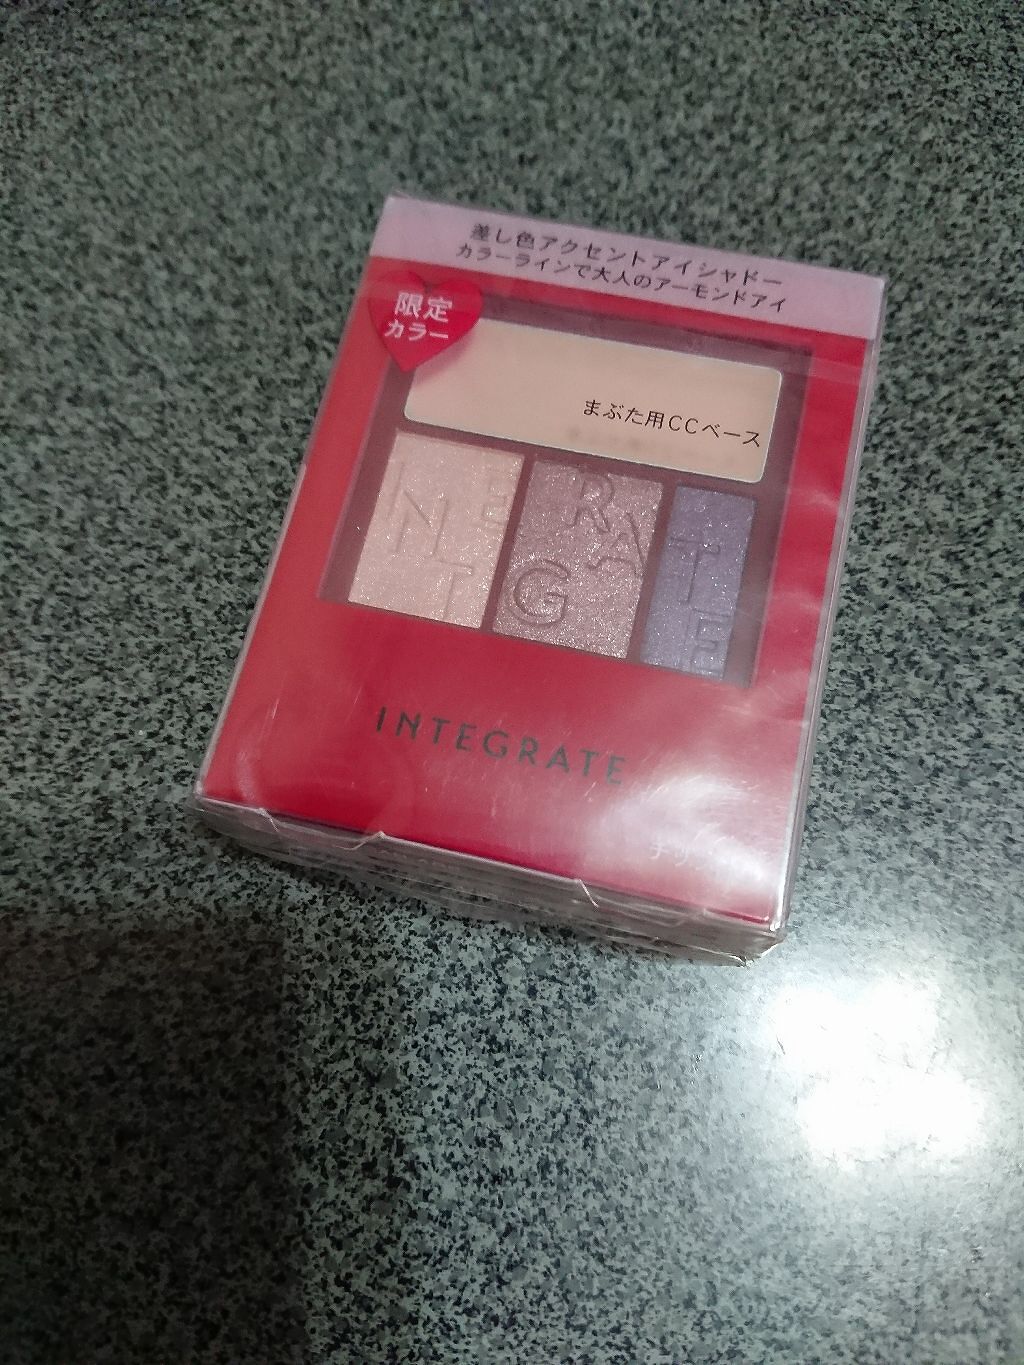 差し色アクセントアイシャドー
カラーラインで大人のアーモンドアイ
限定
カラー
まぶた用CCベース
INTEGRATE
INTEGRATE